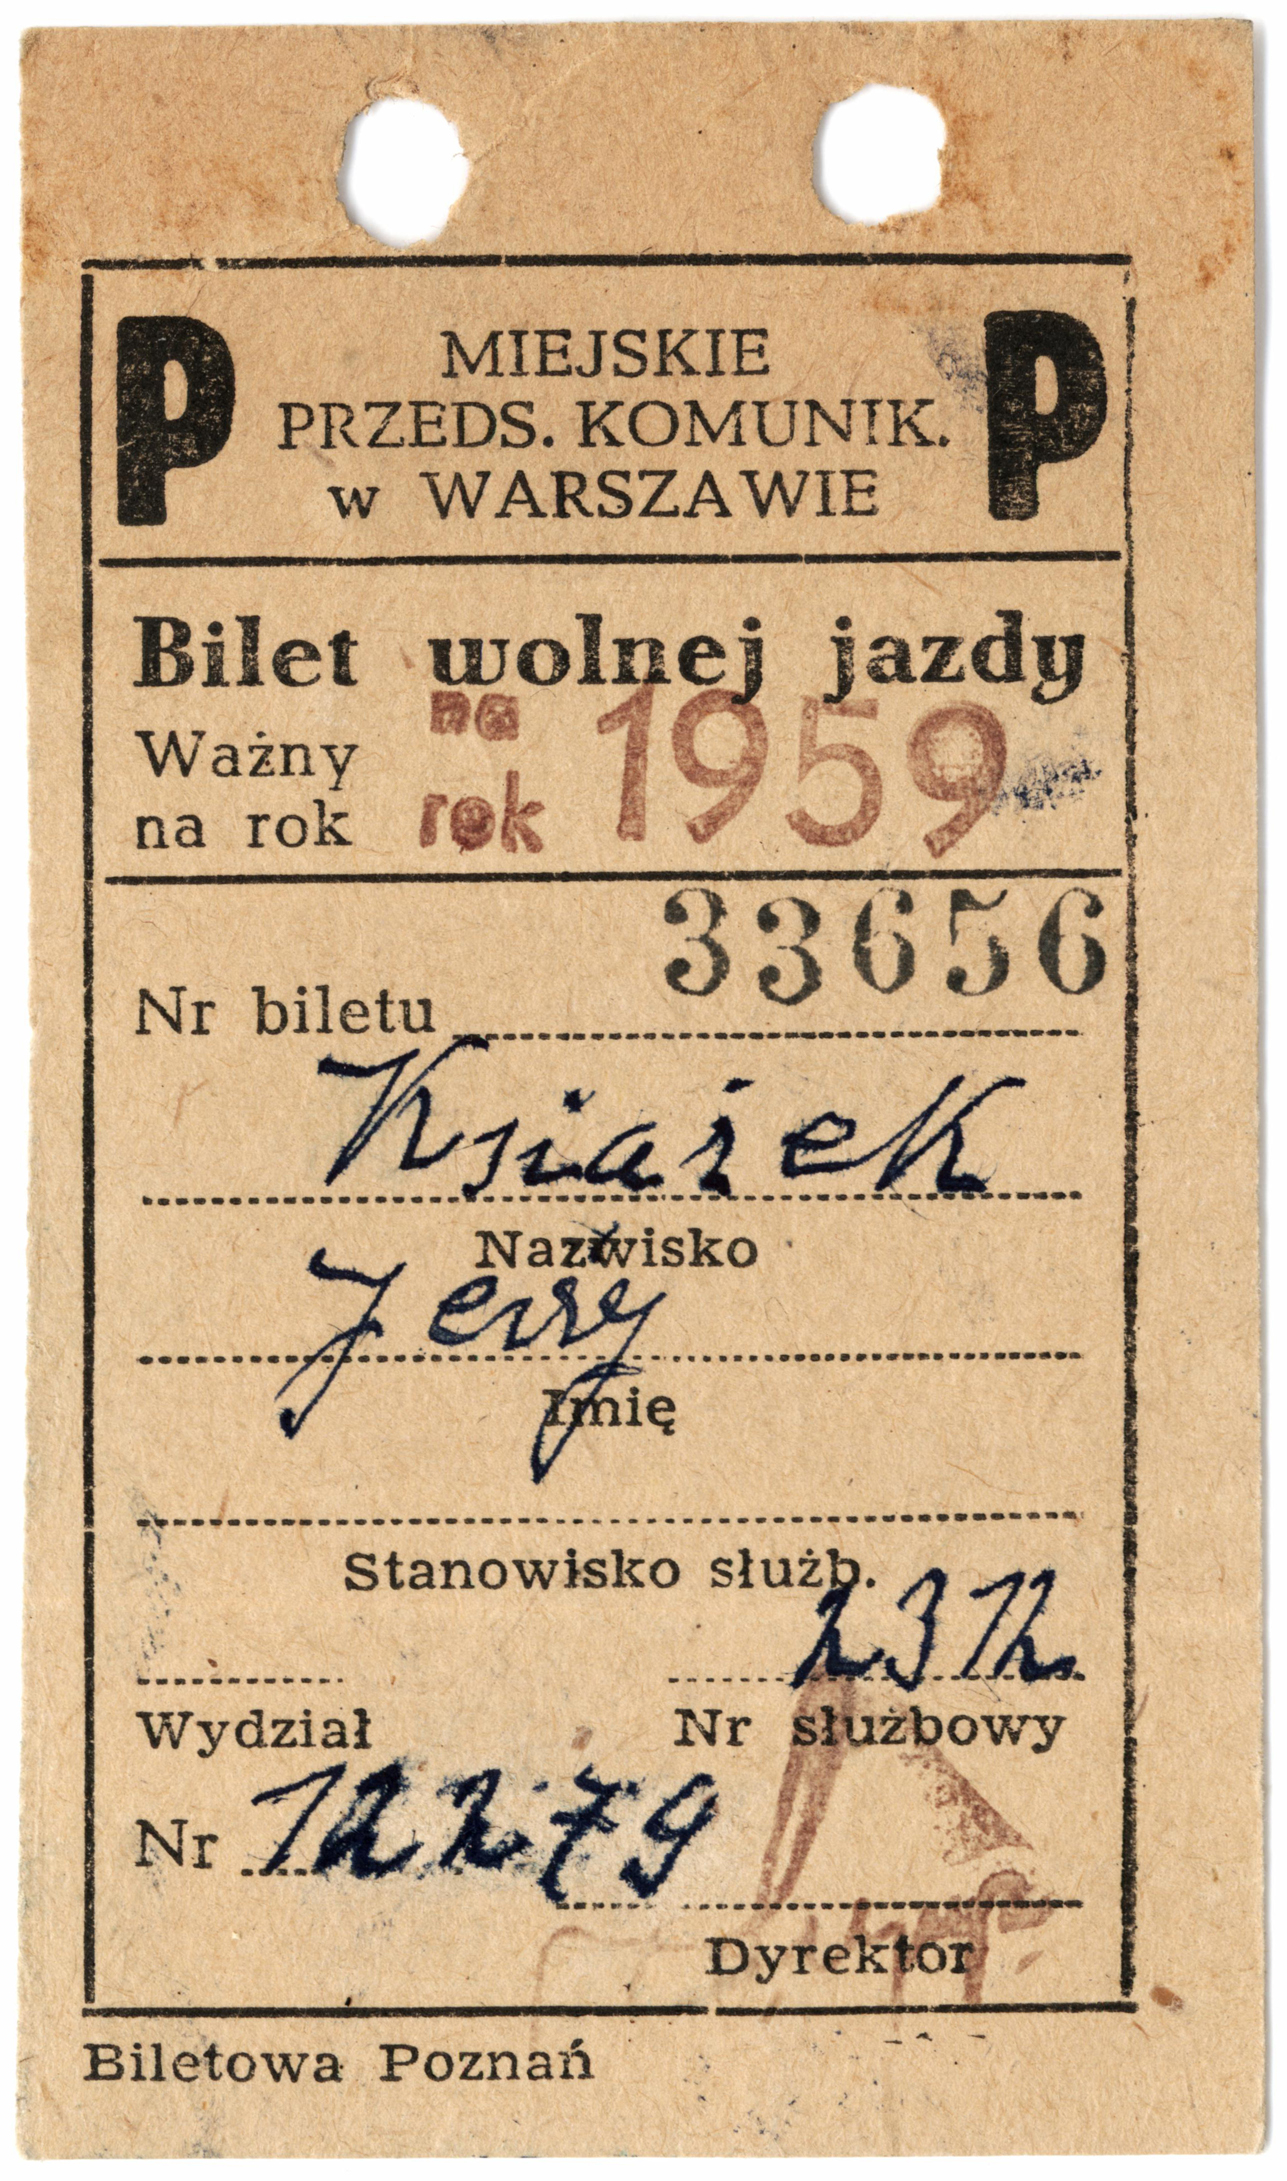 P MIEJSKIE P
PRZEDS. KOMUNIK.
w WARSZAWIE
Bilet wolnej jazdy
Ważny na
na rok rok 1959
33656
Nr biletu
Książek
Nazwisko
Jerzy
Imię
Stanowisko służb.
2372
Wydział Nr służbowy
Nr
Dyrektor
Biletowa Poznań